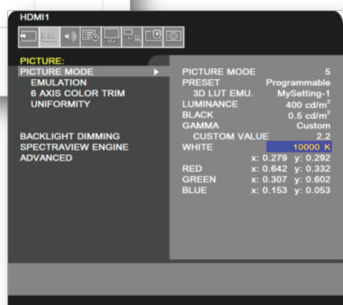 HDMI1
PICTURE:
PICTURE MODE
EMULATION
6 AXIS COLOR TRIM
UNIFORMITY
BACKLIGHT DIMMING
SPECTRAVIEW ENGINE
ADVANCED
PICTURE MODE 5
PRESET Programmable
3D LUT EMU. MySetting-1
LUMINANCE 400 cd/m²
BLACK 0.5 cd/m²
GAMMA Custom
CUSTOM VALUE 2.2
WHITE 10000 K
x: 0.279 y: 0.292
RED x: 0.642 y: 0.332
GREEN x: 0.307 y: 0.602
BLUE x: 0.153 y: 0.053